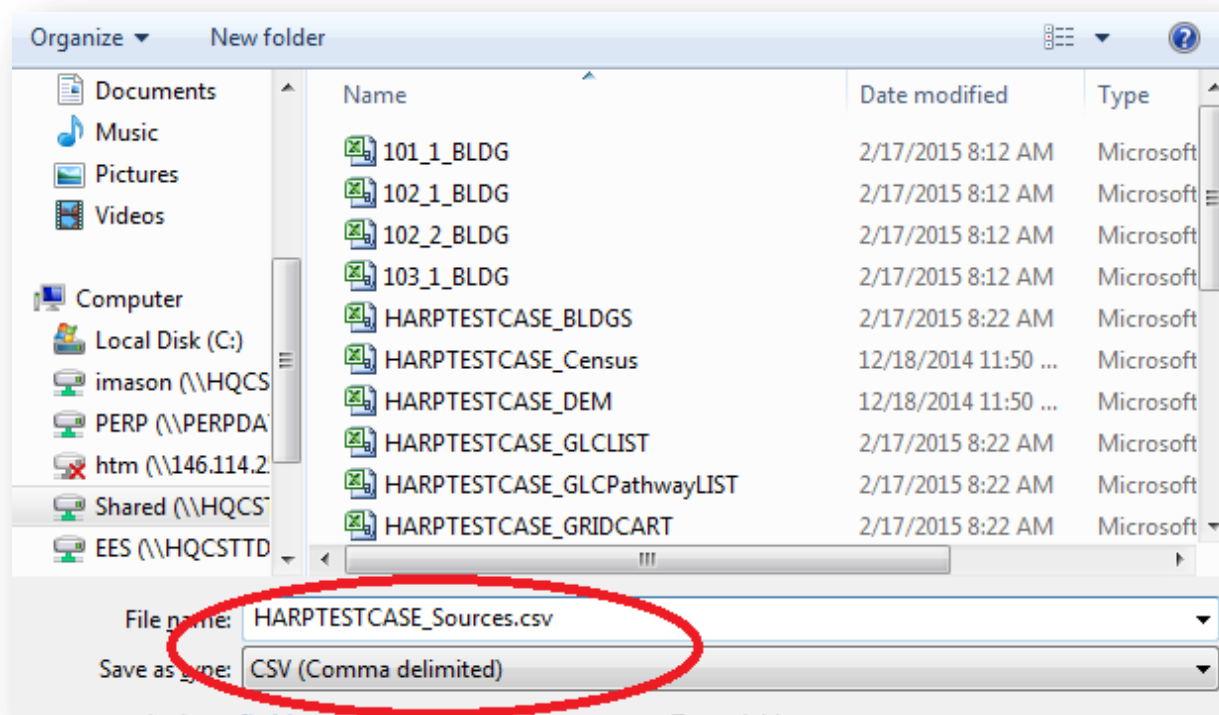 Organize New folder
Documents
Music
Pictures
Videos
Computer
Local Disk (C:)
imason (\\HQCS
PERP (\\PERPDA
htm (\\146.114.2
Shared (\\HQCS
EES (\\HQCSTTD
Name Date modified Type
101_1_BLDG 2/17/2015 8:12 AM Microsoft
102_1_BLDG 2/17/2015 8:12 AM Microsoft
102_2_BLDG 2/17/2015 8:12 AM Microsoft
103_1_BLDG 2/17/2015 8:12 AM Microsoft
HARPTESTCASE_BLDGS 2/17/2015 8:22 AM Microsoft
HARPTESTCASE_Census 12/18/2014 11:50 ... Microsoft
HARPTESTCASE_DEM 12/18/2014 11:50 ... Microsoft
HARPTESTCASE_GLCLIST 2/17/2015 8:22 AM Microsoft
HARPTESTCASE_GLCPathwayLIST 2/17/2015 8:22 AM Microsoft
HARPTESTCASE_GRIDCART 2/17/2015 8:22 AM Microsoft
File name: HARPTESTCASE_Sources.csv
Save as type: CSV (Comma delimited)